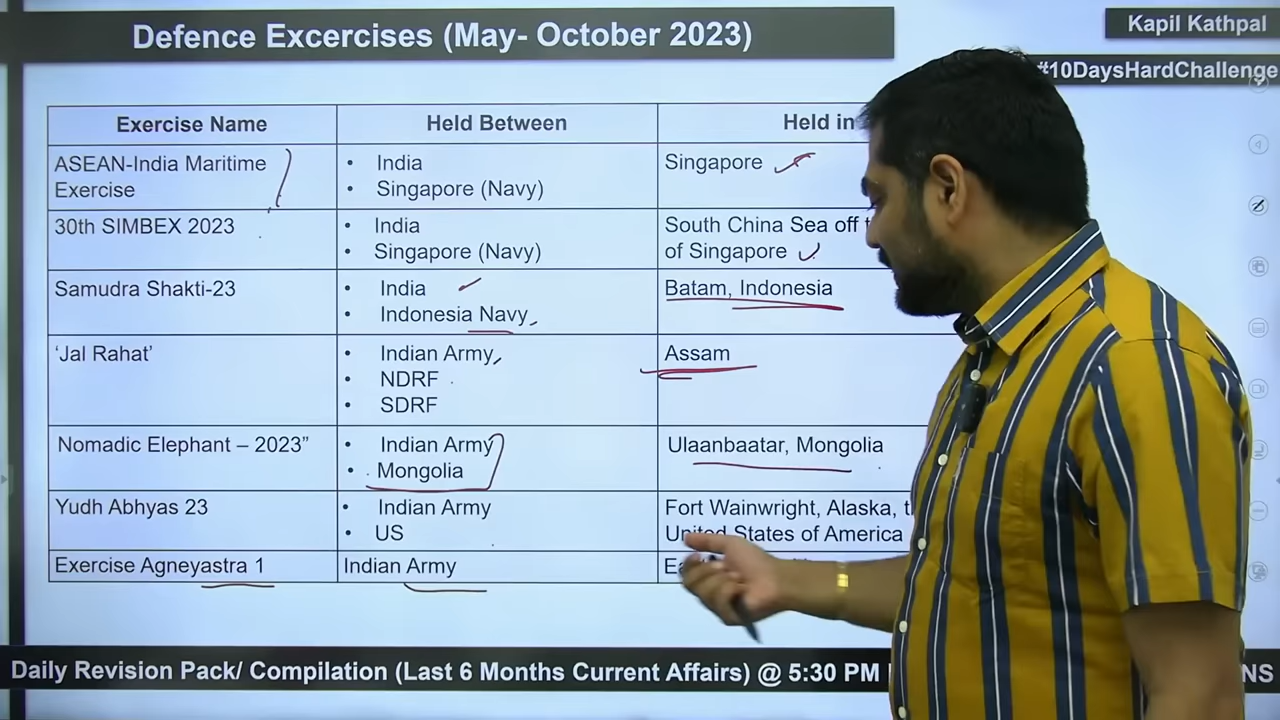 Defence Excercises (May- October 2023)
Kapil Kathpal
#10DaysHardChallenge
Exercise Name
Held Between
Held in
ASEAN-India Maritime
Exercise
• India
• Singapore (Navy)
Singapore
30th SIMBEX 2023
• India
• Singapore (Navy)
South China Sea off
of Singapore
Samudra Shakti-23
• India
• Indonesia Navy
Batam, Indonesia
‘Jal Rahat’
• Indian Army
• NDRF
• SDRF
Assam
Nomadic Elephant – 2023”
• Indian Army
• Mongolia
Ulaanbaatar, Mongolia
Yudh Abhyas 23
• Indian Army
• US
Fort Wainwright, Alaska,
United States of America
Exercise Agneyastra 1
Indian Army
Daily Revision Pack/ Compilation (Last 6 Months Current Affairs) @ 5:30 PM